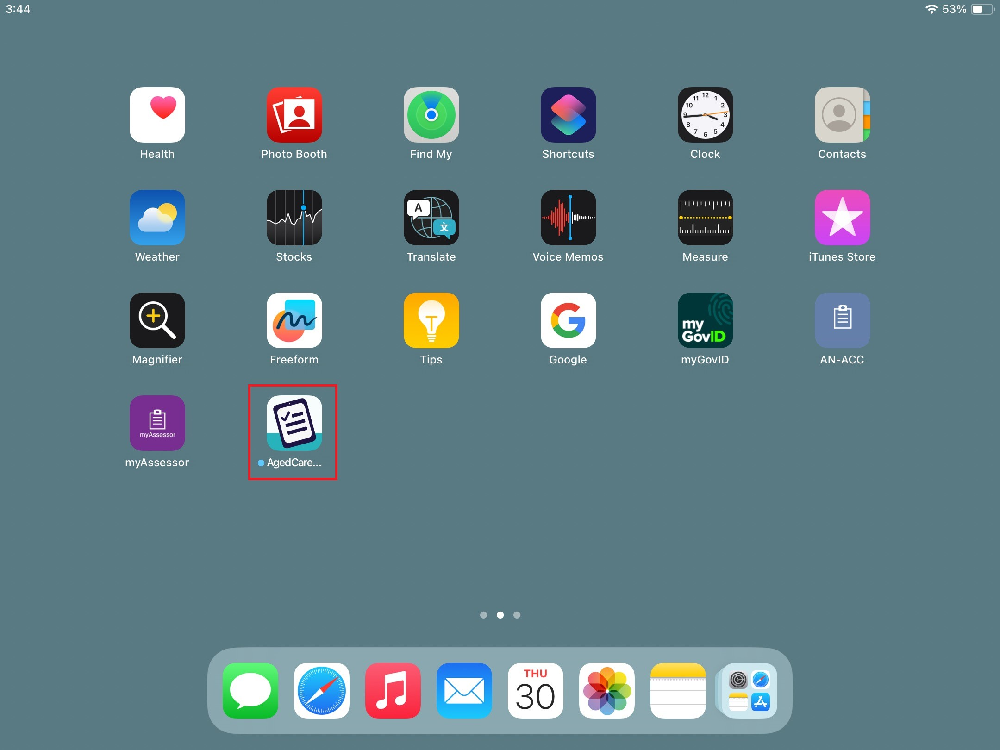 3:44
53%
Health
Photo Booth
Find My
Shortcuts
12
11
1
10
2
9
3
8
4
7
5
6
Clock
Contacts
Weather
Stocks
A
文
Translate
Voice Memos
Measure
iTunes Store
Magnifier
Freeform
T
Tips
G
Google
my
GovID
myGovID
AN-ACC
myAssessor
myAssessor
AgedCare...
THU
30